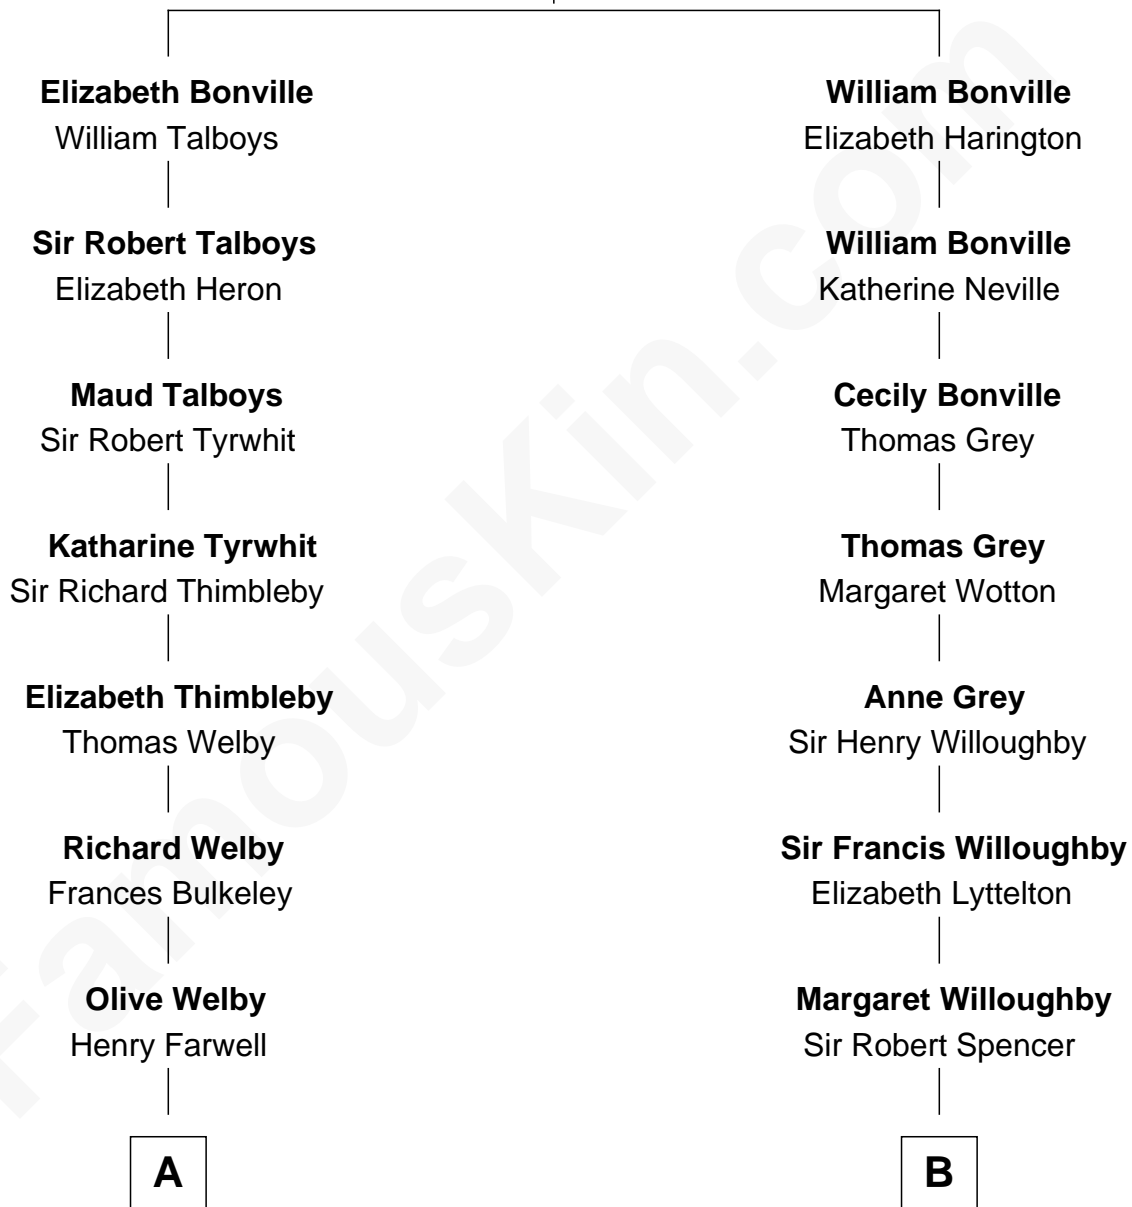 Elizabeth Bonville
William Talboys
William Bonville
Elizabeth Harington
Sir Robert Talboys
Elizabeth Heron
William Bonville
Katherine Neville
Maud Talboys
Sir Robert Tyrwhit
Cecily Bonville
Thomas Grey
Katharine Tyrwhit
Sir Richard Thimbleby
Thomas Grey
Margaret Wotton
Elizabeth Thimbleby
Thomas Welby
Anne Grey
Sir Henry Willoughby
Richard Welby
Frances Bulkeley
Sir Francis Willoughby
Elizabeth Lyttelton
Olive Welby
Henry Farwell
Margaret Willoughby
Sir Robert Spencer
A
B
FamousKin.com